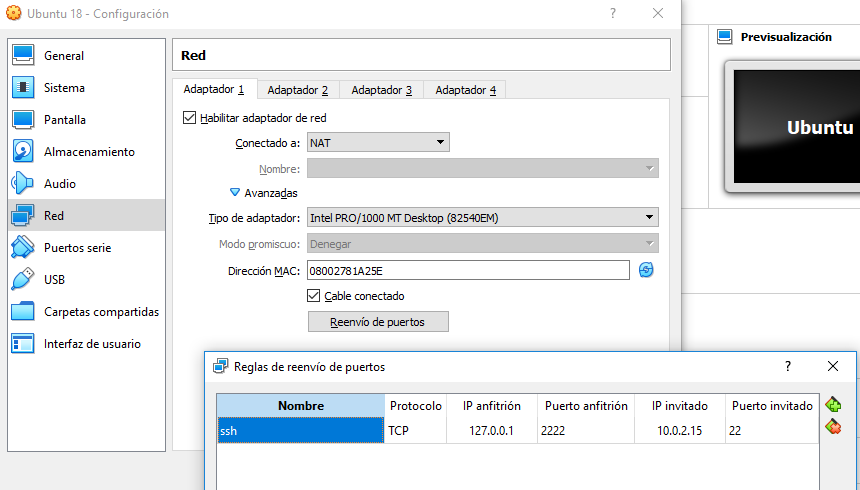 Ubuntu 18 - Configuración
?
General
Sistema
Pantalla
Almacenamiento
Audio
Red
Puertos serie
USB
Carpetas compartidas
Interfaz de usuario
Red
Adaptador 1 Adaptador 2 Adaptador 3 Adaptador 4
Habilitar adaptador de red
Conectado a: NAT
Nombre:
Avanzadas
Tipo de adaptador: Intel PRO/1000 MT Desktop (82540EM)
Modo promiscuo: Denegar
Dirección MAC: 08002781A25E
Cable conectado
Reenvío de puertos
Previsualización
Ubuntu
Reglas de reenvío de puertos
?
Nombre Protocolo IP anfitrión Puerto anfitrión IP invitado Puerto invitado
ssh TCP 127.0.0.1 2222 10.0.2.15 22